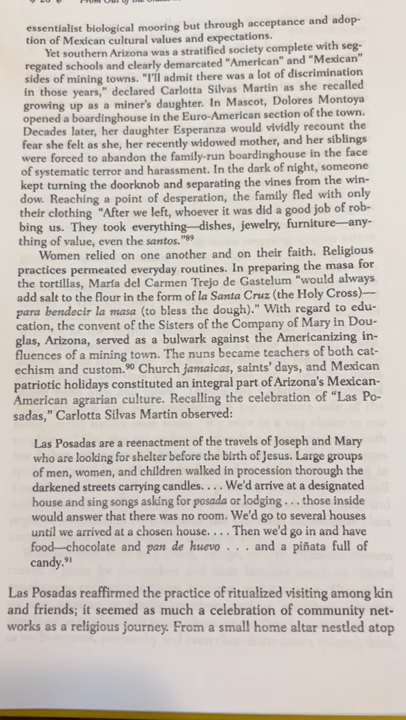 essentialist biological mooring but through acceptance and adop-
tion of Mexican cultural values and expectations.
Yet southern Arizona was a stratified society complete with seg-
regated schools and clearly demarcated "American" and "Mexican"
sides of mining towns. "I'll admit there was a lot of discrimination
in those years," declared Carlotta Silvas Martin as she recalled
growing up as a miner's daughter. In Mascot, Dolores Montoya
opened a boardinghouse in the Euro-American section of the town.
Decades later, her daughter Esperanza would vividly recount the
fear she felt as she, her recently widowed mother, and her siblings
were forced to abandon the family-run boardinghouse in the face
of systematic terror and harassment. In the dark of night, someone
kept turning the doorknob and separating the vines from the win-
dow. Reaching a point of desperation, the family fled with only
their clothing "After we left, whoever it was did a good job of rob-
bing us. They took everything—dishes, jewelry, furniture—any-
thing of value, even the santos."89
Women relied on one another and on their faith. Religious
practices permeated everyday routines. In preparing the masa for
the tortillas, María del Carmen Trejo de Gastelum "would always
add salt to the flour in the form of la Santa Cruz (the Holy Cross)—
para bendecir la masa (to bless the dough)." With regard to edu-
cation, the convent of the Sisters of the Company of Mary in Dou-
glas, Arizona, served as a bulwark against the Americanizing in-
fluences of a mining town. The nuns became teachers of both cat-
echism and custom.90 Church jamaicas, saints' days, and Mexican
patriotic holidays constituted an integral part of Arizona's Mexican-
American agrarian culture. Recalling the celebration of "Las Po-
sadas," Carlotta Silvas Martin observed:
Las Posadas are a reenactment of the travels of Joseph and Mary
who are looking for shelter before the birth of Jesus. Large groups
of men, women, and children walked in procession thorough the
darkened streets carrying candles. . . . We'd arrive at a designated
house and sing songs asking for posada or lodging . . . those inside
would answer that there was no room. We'd go to several houses
until we arrived at a chosen house. . . . Then we'd go in and have
food—chocolate and pan de huevo . . . and a piñata full of
candy.91
Las Posadas reaffirmed the practice of ritualized visiting among kin
and friends; it seemed as much a celebration of community net-
works as a religious journey. From a small home altar nestled atop